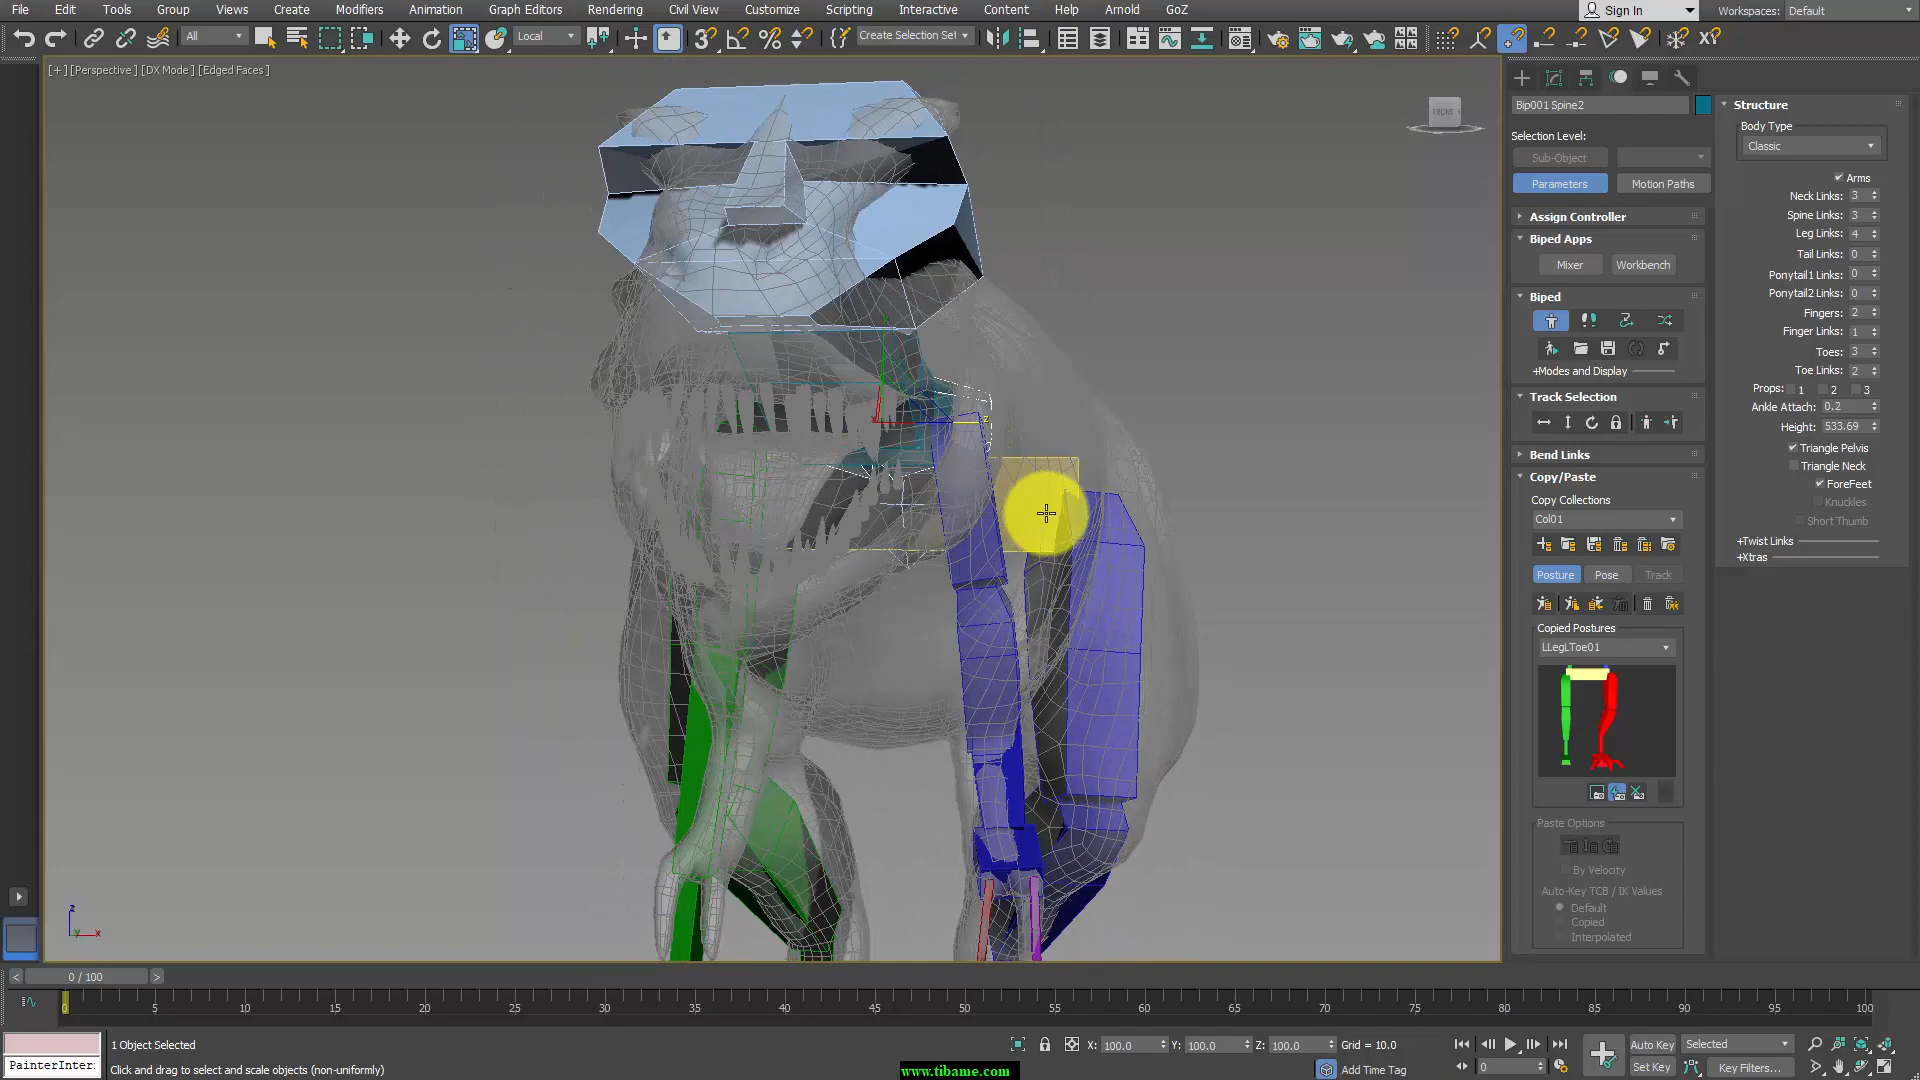 File Edit Tools Group Views Create Modifiers Animation Graph Editors Rendering Civil View Customize Scripting Interactive Content Help Arnold GoZ
Sign In Workspaces: Default
All Local Create Selection Set
[+] [Perspective] [DX Mode] [Edged Faces]
FRONT
Bip001 Spine2
Selection Level:
Sub-Object
Parameters Motion Paths
Assign Controller
Biped Apps
Mixer Workbench
Biped
+Modes and Display
Track Selection
Bend Links
Copy/Paste
Copy Collections
Col01
Posture Pose Track
Copied Postures
LLegLToe01
Paste Options
By Velocity
Auto-Key TCB / IK Values
Default
Copied
Interpolated
Structure
Body Type
Classic
Arms
Neck Links: 3
Spine Links: 3
Leg Links: 4
Tail Links: 0
Ponytail1 Links: 0
Ponytail2 Links: 0
Fingers: 2
Finger Links: 1
Toes: 3
Toe Links: 2
Props: 1 2 3
Ankle Attach: 0.2
Height: 533.69
Triangle Pelvis
Triangle Neck
ForeFeet
Knuckles
Short Thumb
+Twist Links
+Xtras
z
x
y
z
x
0 / 100
0 5 10 15 20 25 30 35 40 45 50 55 60 65 70 75 80 85 90 95 100
1 Object Selected
X: 100.0 Y: 100.0 Z: 100.0 Grid = 10.0
Auto Key Selected
PainterInter:
Click and drag to select and scale objects (non-uniformly)
www.tibame.com
Add Time Tag
0
Set Key Key Filters...